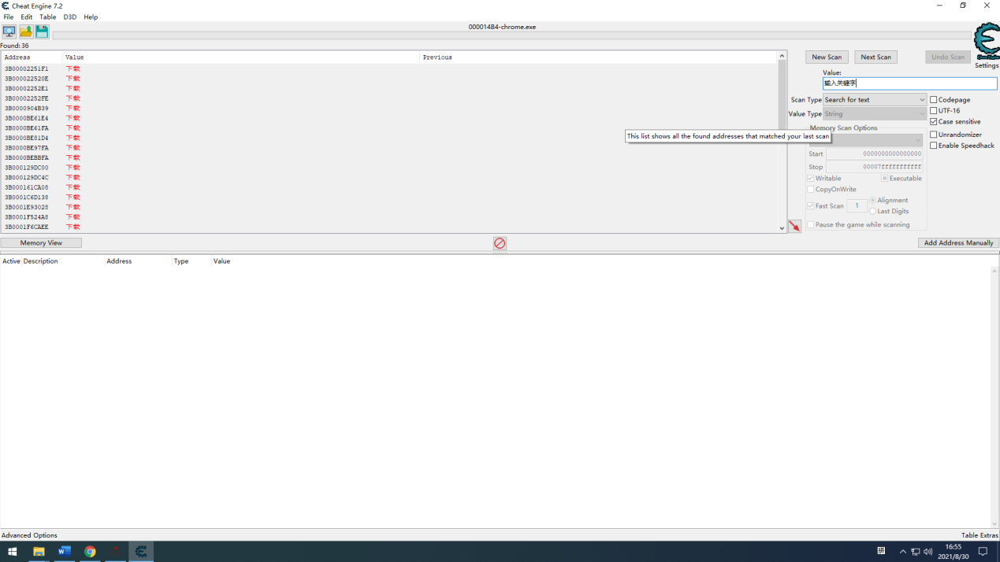 Cheat Engine 7.2
File Edit Table D3D Help
000014B4-chrome.exe
Found: 36
Address Value Previous
3B00002251F1 下载
3B000022520E 下载
3B00002252E1 下载
3B00002252FE 下载
3B0000904B39 下载
3B0000BE61E4 下载
3B0000BE61FA 下载
3B0000BE81D4 下载
3B0000BE97FA 下载
3B0000BEBBFA 下载
3B000129DC00 下载
3B000129DC4C 下载
3B000161CA08 下载
3B0001C6D138 下载
3B0001E93028 下载
3B0001F524A8 下载
3B0001F6CAEE 下载
New Scan Next Scan Undo Scan
Settings
Value:
输入关键字
Scan Type Search for text
Value Type String
Codepage
UTF-16
Case sensitive
Unrandomizer
Enable Speedhack
Memory Scan Options
This list shows all the found addresses that matched your last scan
Start 0000000000000000
Stop 00007fffffffffff
Writable Executable
CopyOnWrite
Fast Scan 1 Alignment
Last Digits
Pause the game while scanning
Memory View Add Address Manually
Active Description Address Type Value
Advanced Options Table Extras
16:55
2021/8/30